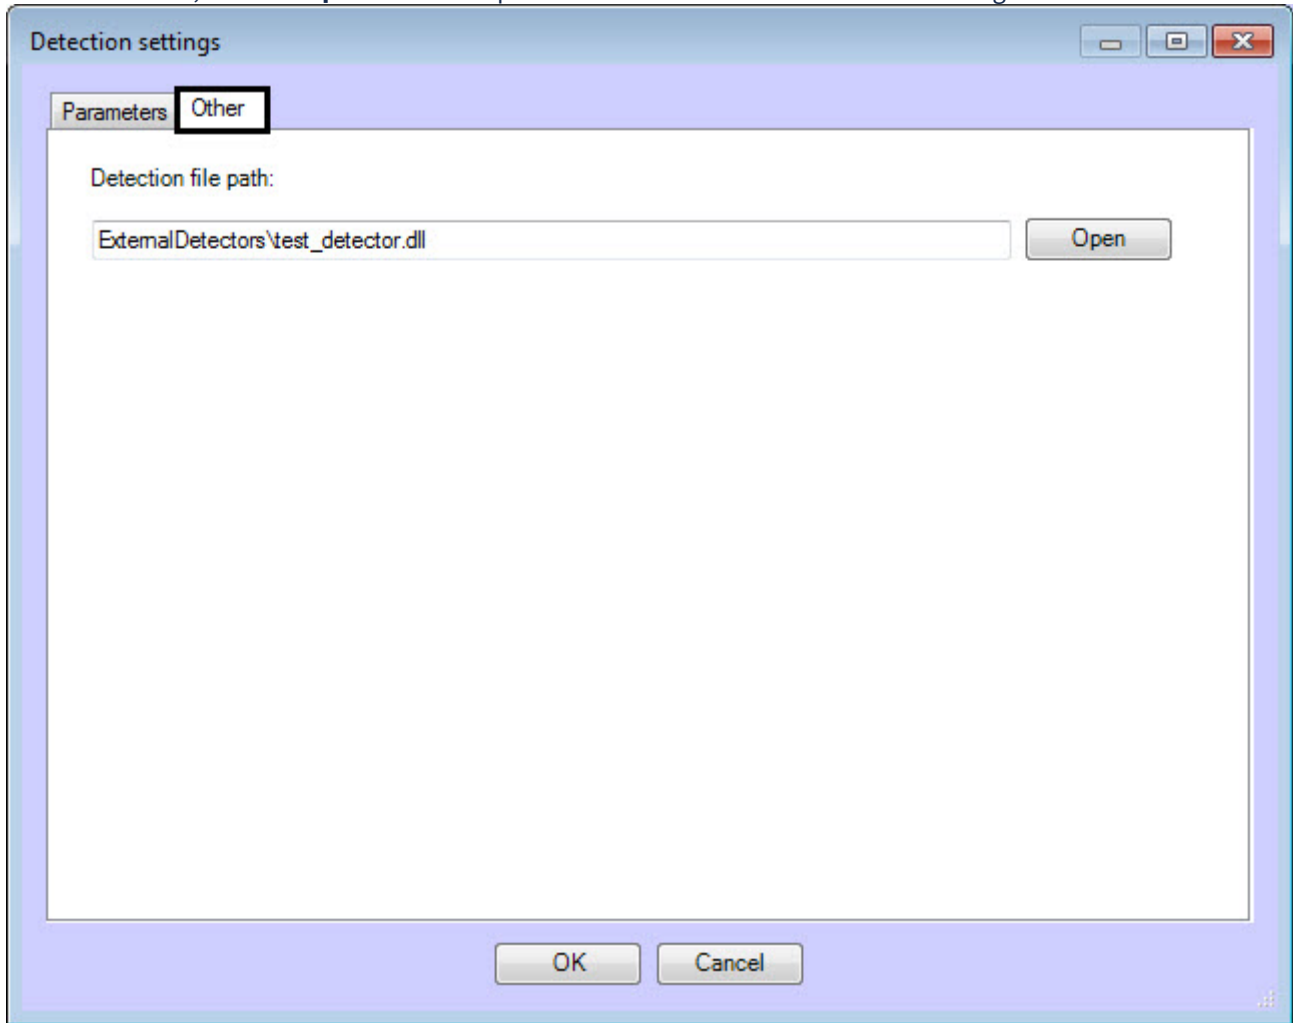 Detection settings
Parameters Other
Detection file path:
ExternalDetectors\test_detector.dll Open
OK Cancel